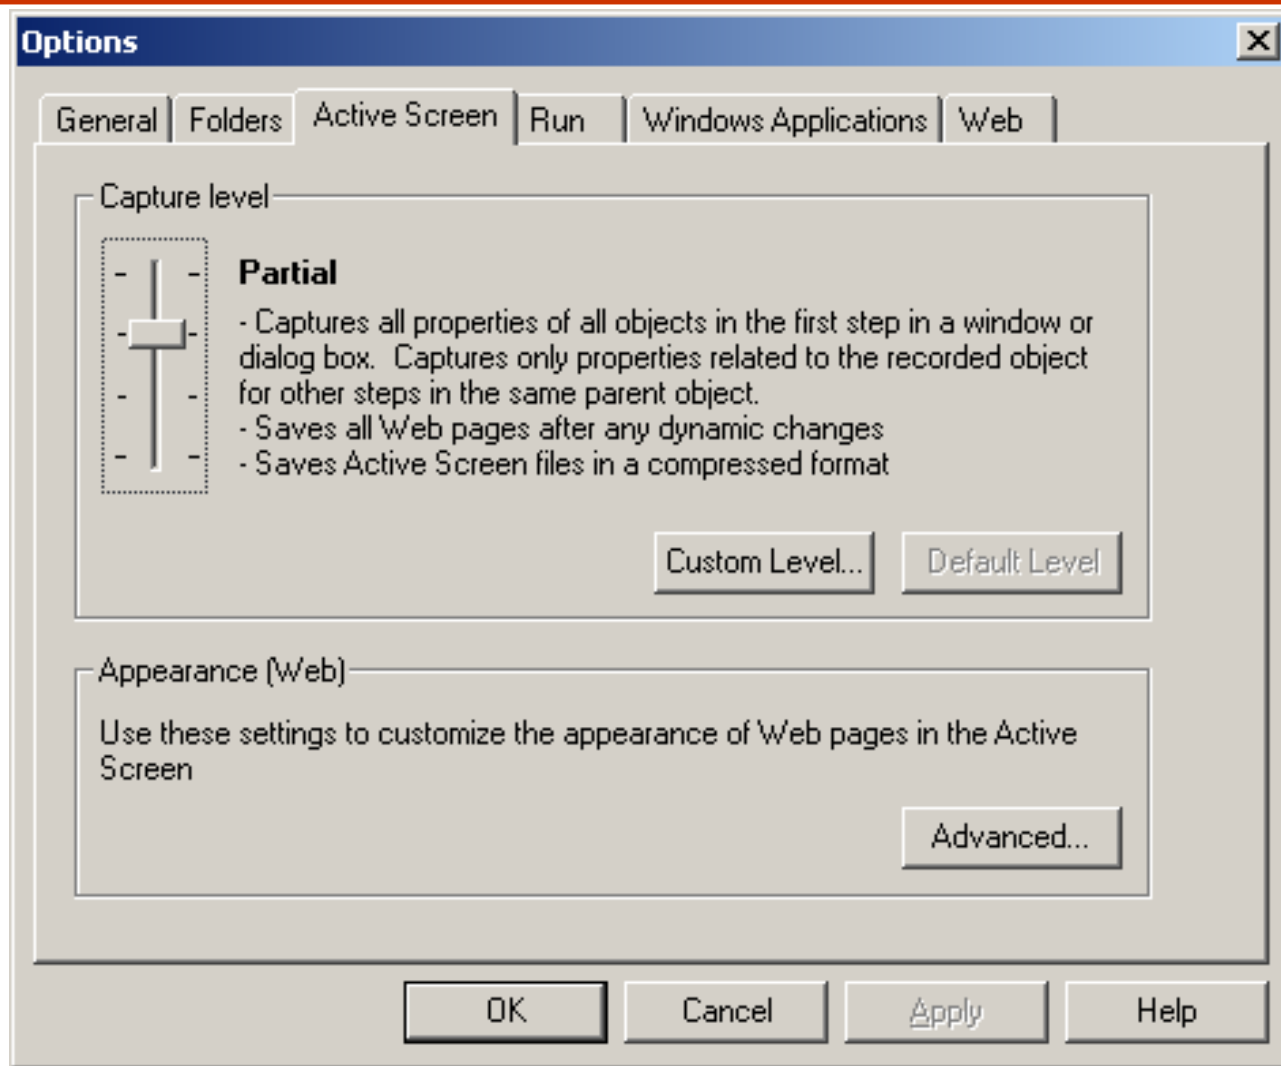 Options
General Folders Active Screen Run Windows Applications Web
Capture level
Partial
- Captures all properties of all objects in the first step in a window or
dialog box.  Captures only properties related to the recorded object
for other steps in the same parent object.
- Saves all Web pages after any dynamic changes
- Saves Active Screen files in a compressed format
Custom Level... Default Level
Appearance (Web)
Use these settings to customize the appearance of Web pages in the Active
Screen
Advanced...
OK Cancel Apply Help